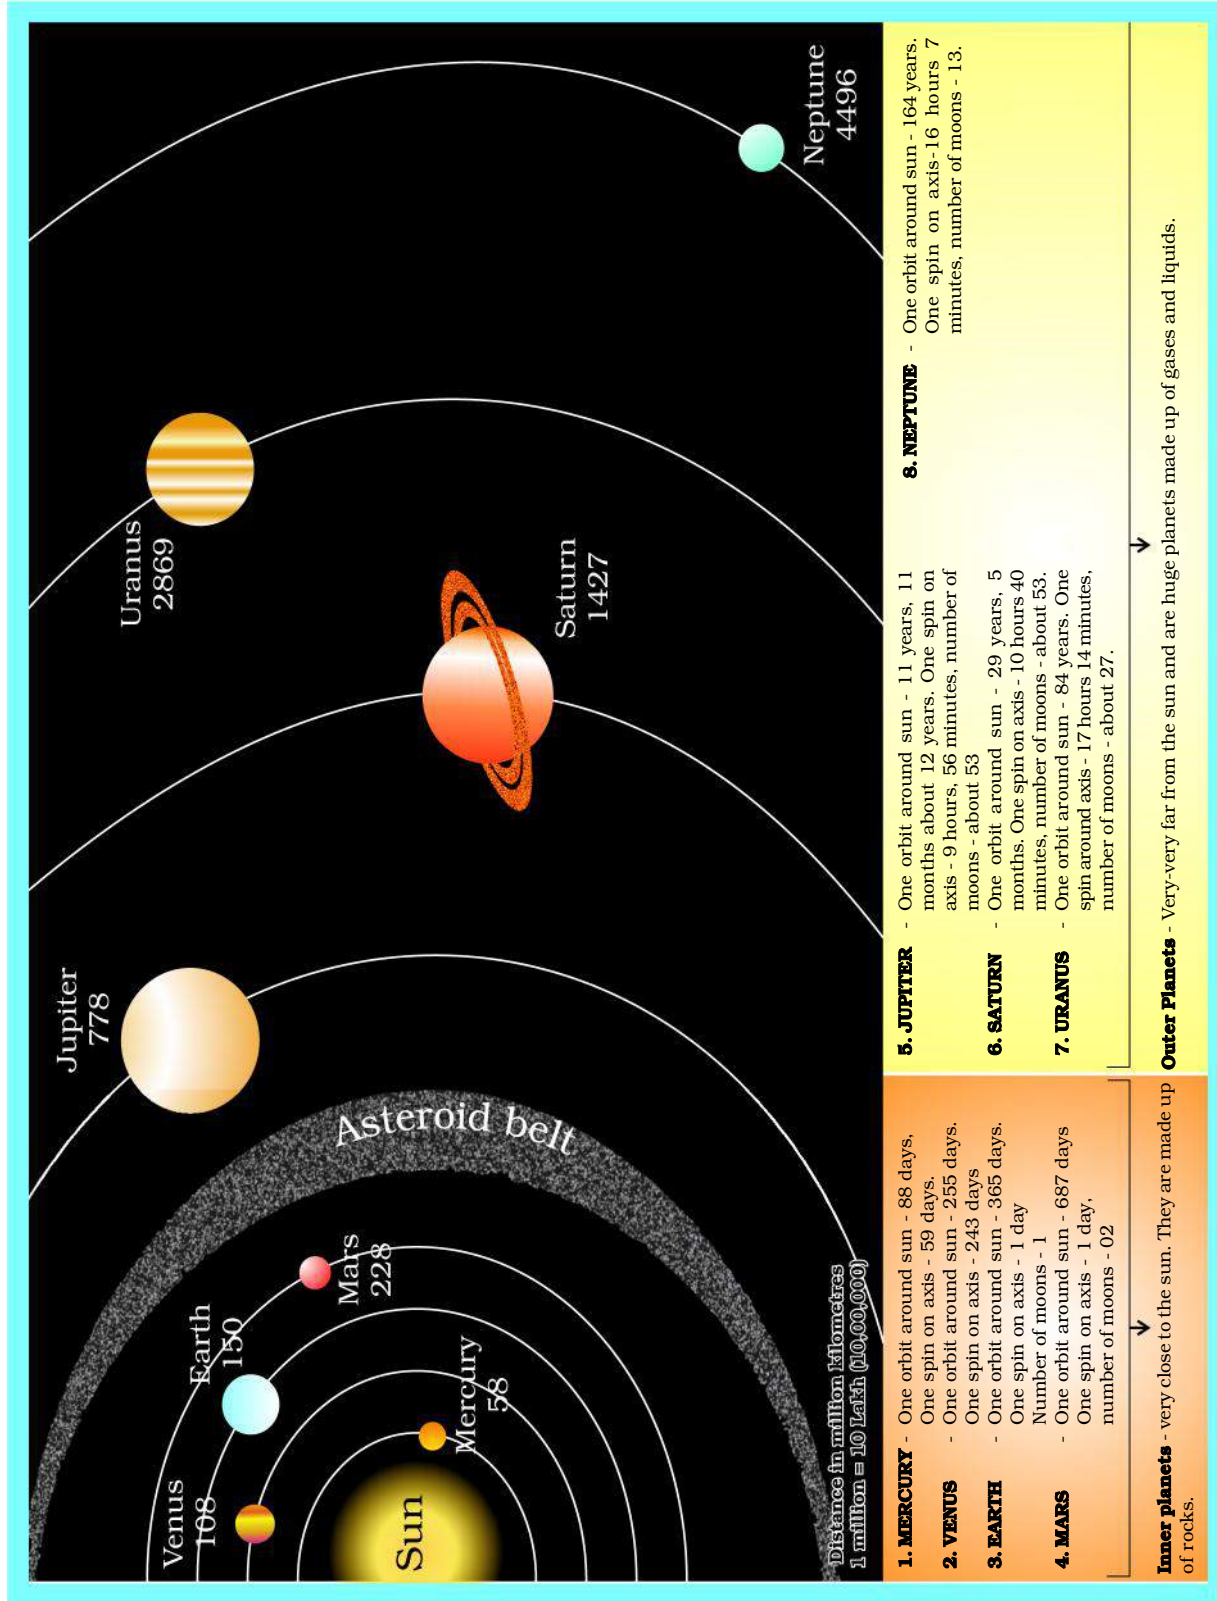 Sun
Mercury
58
Venus
108
Earth
150
Mars
228
Asteroid belt
Jupiter
778
Saturn
1427
Uranus
2869
Neptune
4496
Distance in million kilometres
1 million = 10 Lakh (10,00,000)
1. MERCURY - One orbit around sun - 88 days,
One spin on axis - 59 days.
2. VENUS - One orbit around sun - 255 days.
One spin on axis - 243 days
3. EARTH - One orbit around sun - 365 days.
One spin on axis - 1 day
Number of moons - 1
4. MARS - One orbit around sun - 687 days
One spin on axis - 1 day,
number of moons - 02
Inner planets - very close to the sun. They are made up
of rocks.
5. JUPITER - One orbit around sun - 11 years, 11
months about 12 years. One spin on
axis - 9 hours, 56 minutes, number of
moons - about 53
6. SATURN - One orbit around sun - 29 years, 5
months. One spin on axis - 10 hours 40
minutes, number of moons - about 53.
7. URANUS - One orbit around sun - 84 years. One
spin around axis - 17 hours 14 minutes,
number of moons - about 27.
8. NEPTUNE - One orbit around sun - 164 years.
One spin on axis-16 hours 7
minutes, number of moons - 13.
Outer Planets - Very-very far from the sun and are huge planets made up of gases and liquids.